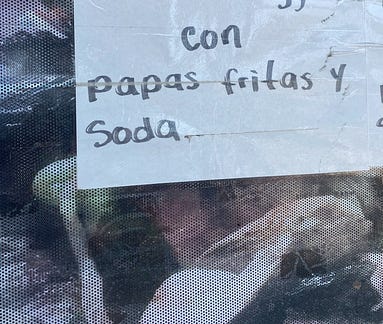 con
papas fritas y
Soda